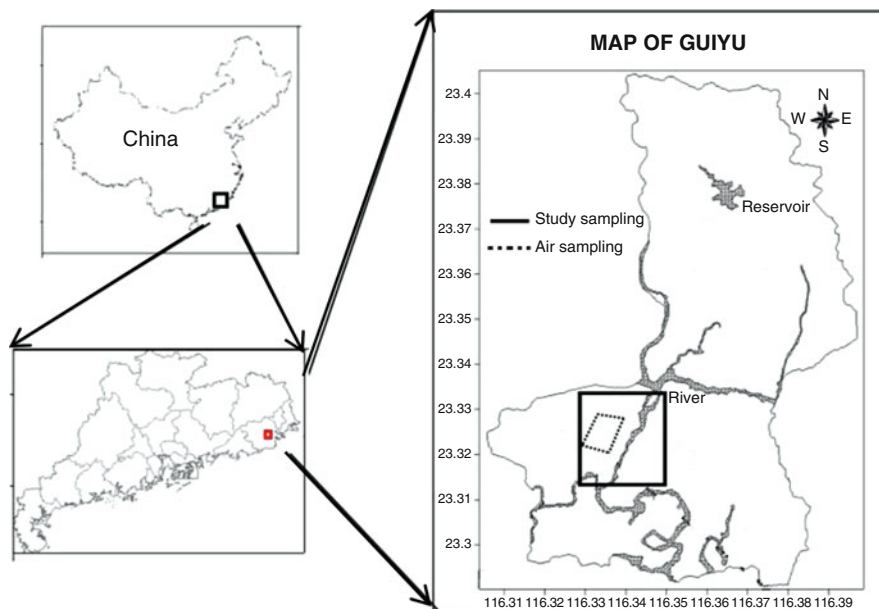 China
MAP OF GUIYU
N
W E
S
Reservoir
Study sampling
Air sampling
River
23.4
23.39
23.38
23.37
23.36
23.35
23.34
23.33
23.32
23.31
23.3
116.31 116.32 116.33 116.34 116.35 116.36 116.37 116.38 116.39